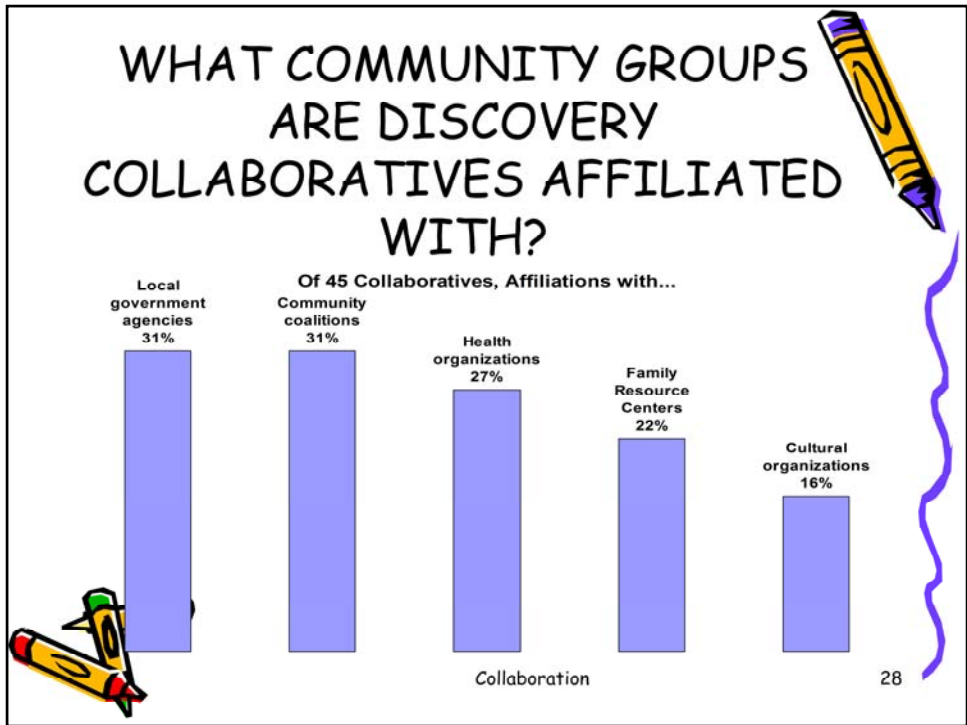 WHAT COMMUNITY GROUPS
ARE DISCOVERY
COLLABORATIVES AFFILIATED
WITH?
Of 45 Collaboratives, Affiliations with...
Local
government
agencies
31%
Community
coalitions
31%
Health
organizations
27%
Family
Resource
Centers
22%
Cultural
organizations
16%
Collaboration
28